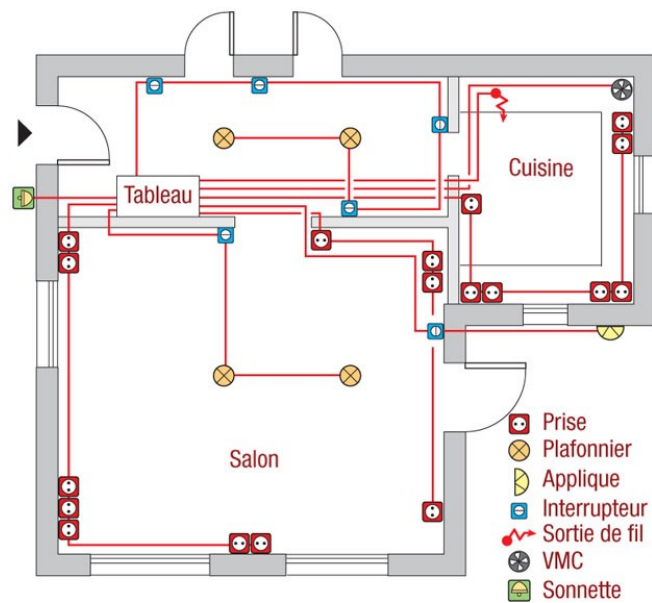 Cuisine
Tableau
Salon
Prise
Plafonnier
Applique
Interrupteur
Sortie de fil
VMC
Sonnette